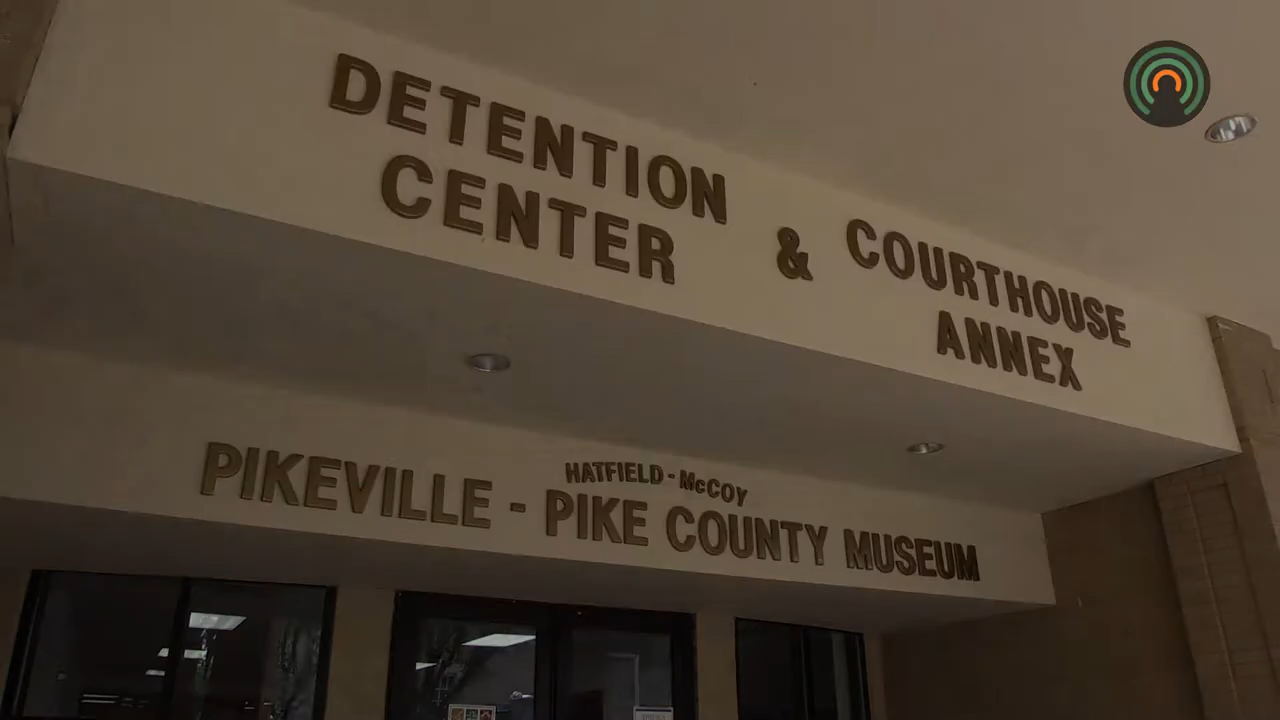 DETENTION
CENTER
&
COURTHOUSE
ANNEX
HATFIELD - McCOY
PIKEVILLE - PIKE COUNTY MUSEUM